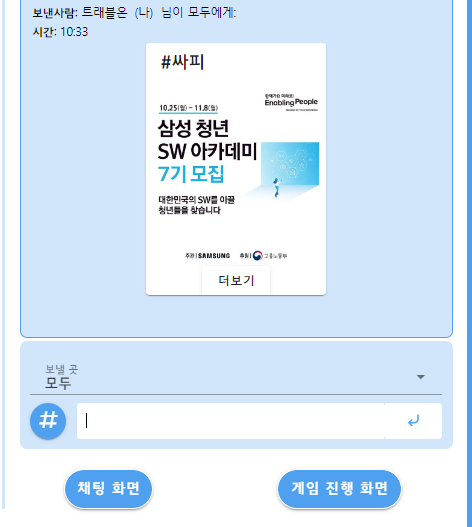 보낸사람: 트래블온 (나) 님이 모두에게:
시간: 10:33
#싸피
함께가요 미래로!
Enabling People
10.25(월) - 11.8(월)
삼성 청년
SW 아카데미
7기 모집
대한민국의 SW를 이끌
청년들을 찾습니다
주관 | SAMSUNG 후원 | 고용노동부
더보기
보낼 곳
모두
#
채팅 화면
게임 진행 화면